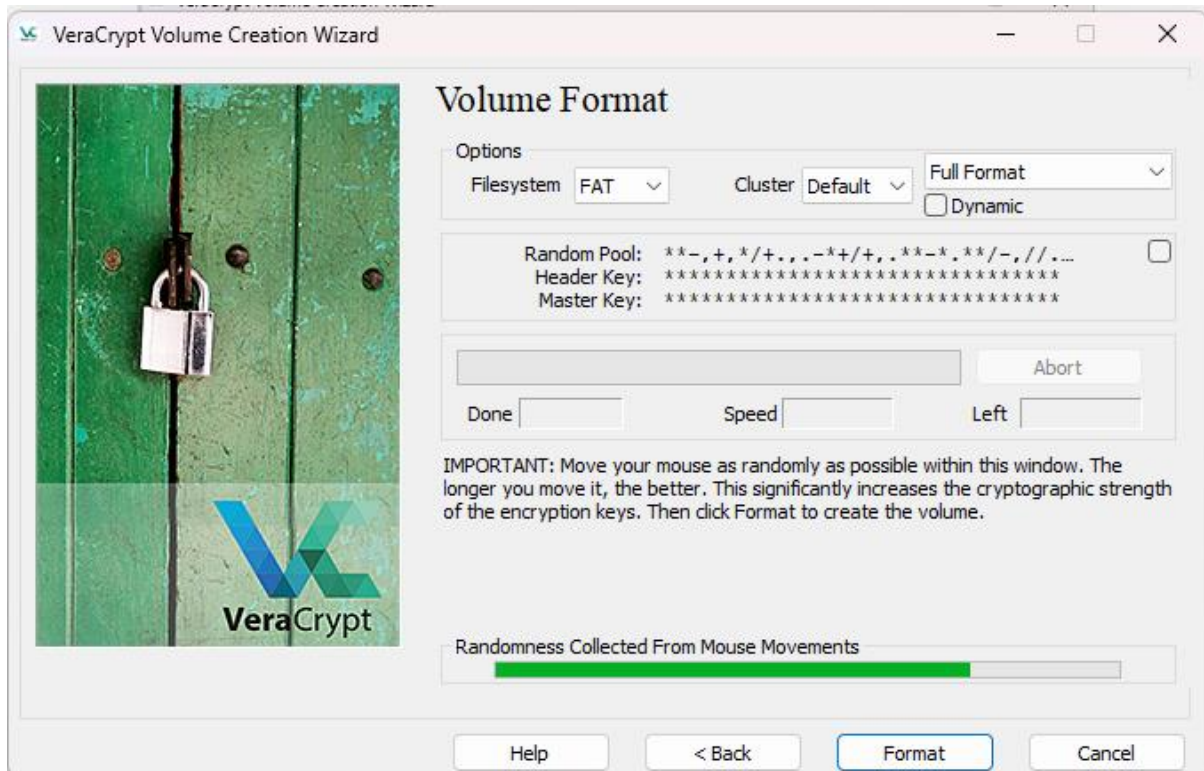 VeraCrypt Volume Creation Wizard
Volume Format
Options
Filesystem FAT Cluster Default Full Format
Dynamic
Random Pool: **-,+,*/+.,.-*+/+,.**-*.**/-,//.…
Header Key: ********************************
Master Key: ********************************
Abort
Done Speed Left
IMPORTANT: Move your mouse as randomly as possible within this window. The
longer you move it, the better. This significantly increases the cryptographic strength
of the encryption keys. Then click Format to create the volume.
VeraCrypt
Randomness Collected From Mouse Movements
Help < Back Format Cancel